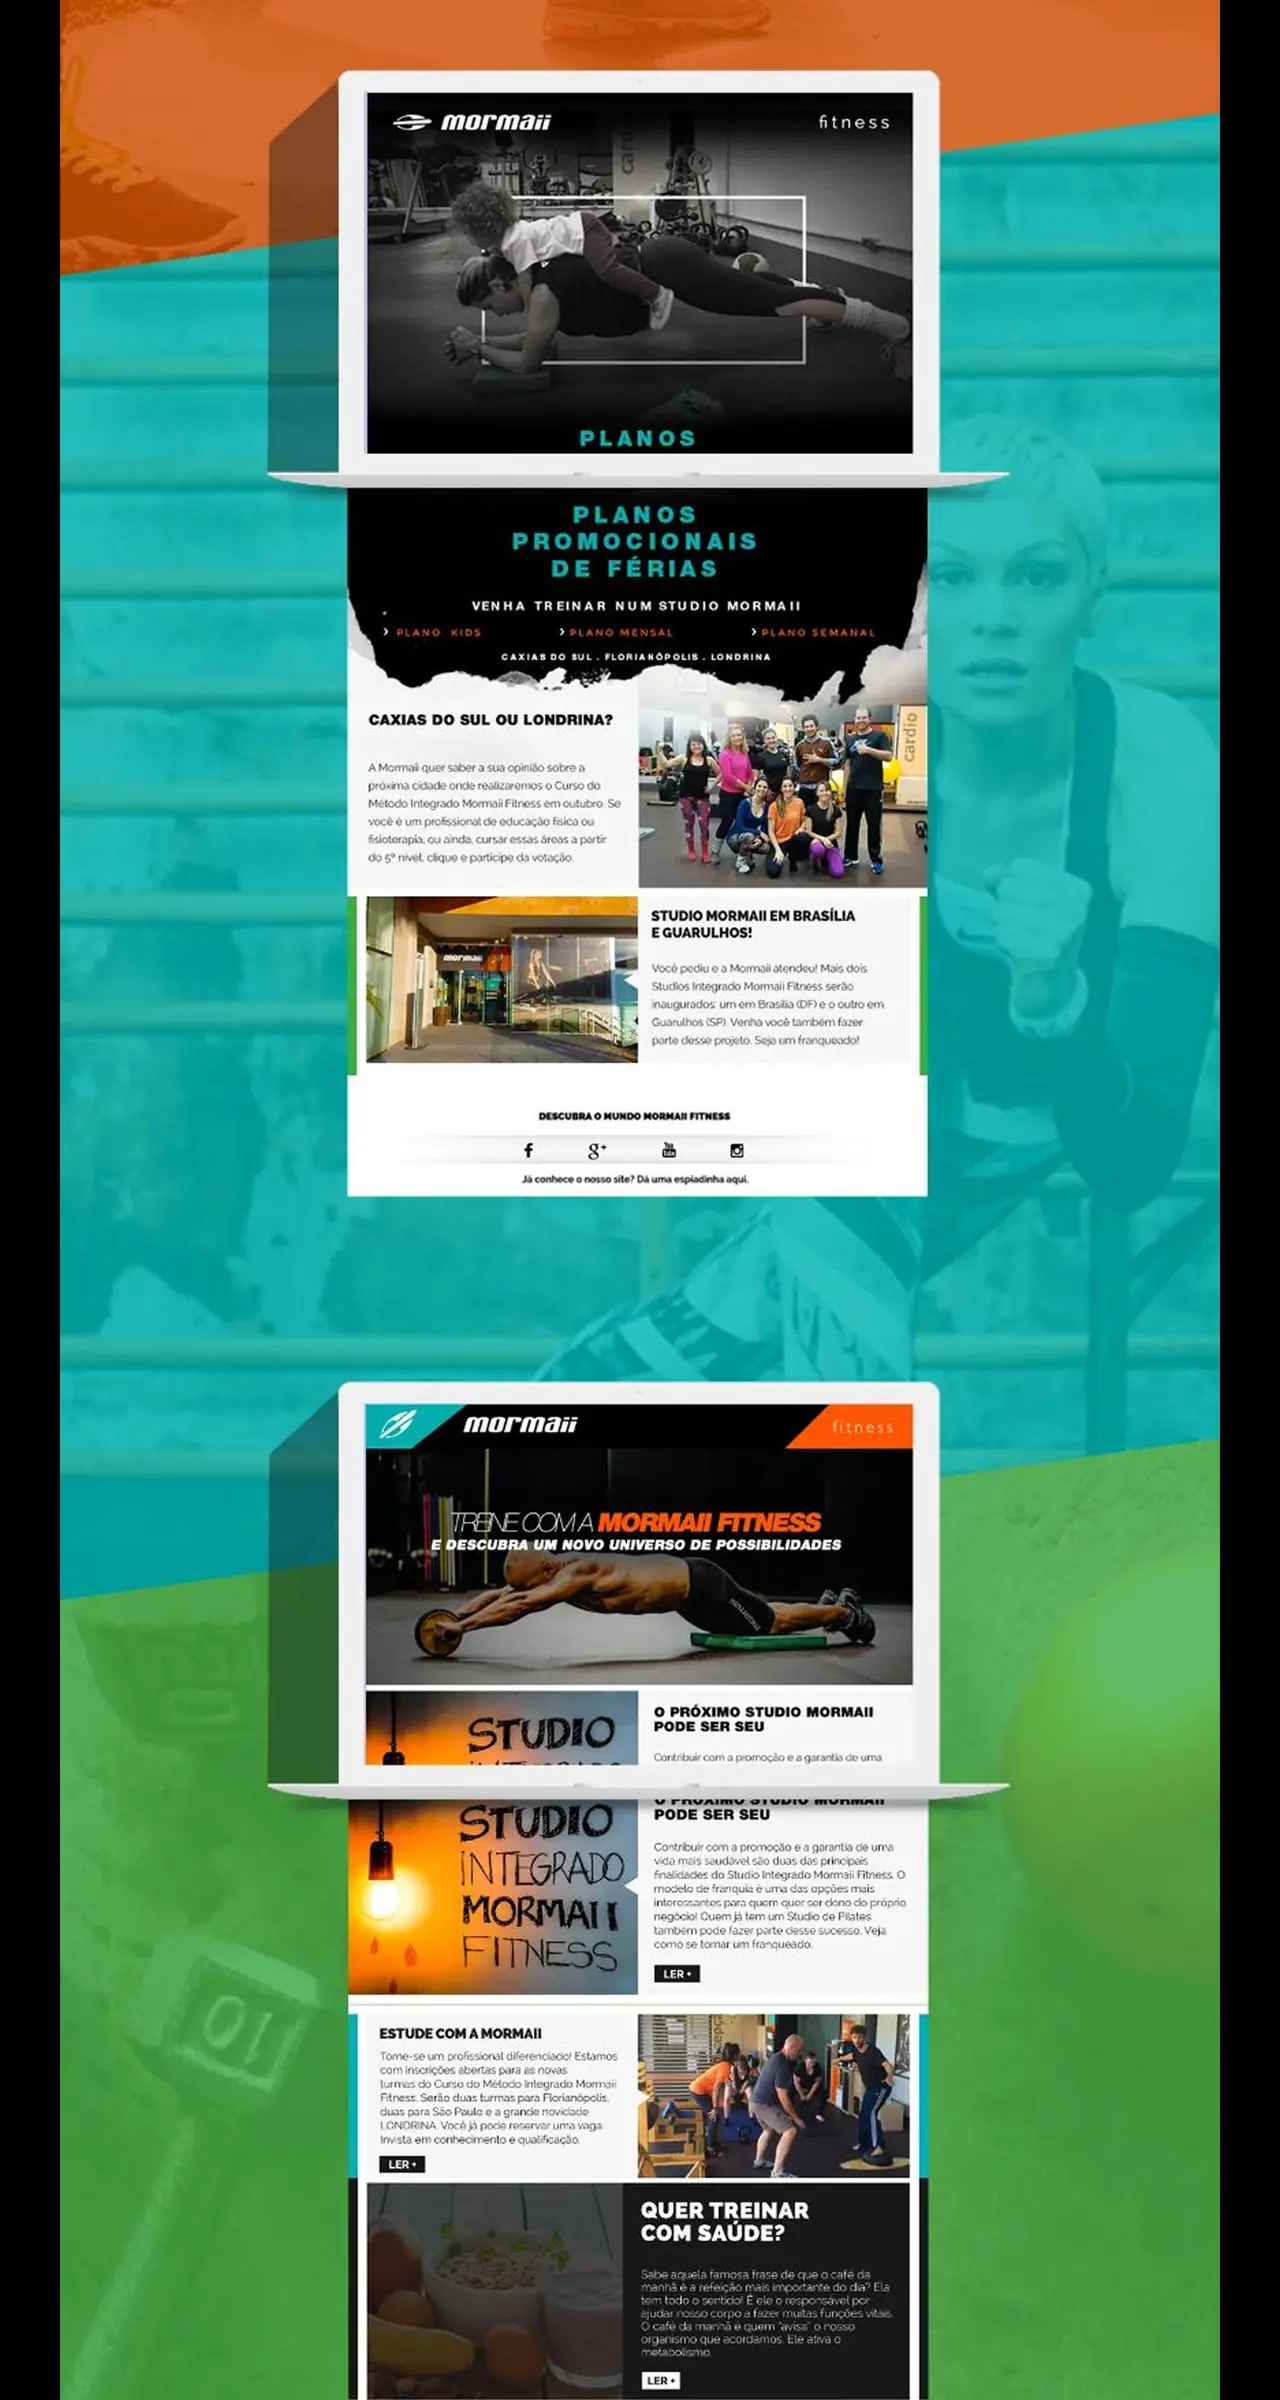 mormaii
fitness
cardio
PLANOS
PLANOS
PROMOCIONAIS
DE FÉRIAS
VENHA TREINAR NUM STUDIO MORMAII
› PLANO KIDS
› PLANO MENSAL
› PLANO SEMANAL
CAXIAS DO SUL . FLORIANÓPOLIS . LONDRINA
CAXIAS DO SUL OU LONDRINA?
A Mormaii quer saber a sua opinião sobre a
próxima cidade onde realizaremos o Curso do
Método Integrado Mormaii Fitness em outubro. Se
você é um profissional de educação física ou
fisioterapia, ou ainda, cursar essas áreas a partir
do 5º nível, clique e participe da votação.
cardio
mormaii
STUDIO MORMAII EM BRASÍLIA
E GUARULHOS!
Você pediu e a Mormaii atendeu! Mais dois
Studios Integrado Mormaii Fitness serão
inaugurados: um em Brasília (DF) e o outro em
Guarulhos (SP). Venha você também fazer
parte desse projeto. Seja um franqueado!
DESCUBRA O MUNDO MORMAII FITNESS
f g+ You Tube
Já conhece o nosso site? Dá uma espiadinha aqui.
mormaii
fitness
TREINE COM A MORMAII FITNESS
E DESCUBRA UM NOVO UNIVERSO DE POSSIBILIDADES
mormaii
STUDIO
INTEGRADO
O PRÓXIMO STUDIO MORMAII
PODE SER SEU
Contribuir com a promoção e a garantia de uma
STUDIO
INTEGRADO
MORMAII
FITNESS
O PRÓXIMO STUDIO MORMAII
PODE SER SEU
Contribuir com a promoção e a garantia de uma
vida mais saudável são duas das principais
finalidades do Studio Integrado Mormaii Fitness. O
modelo de franquia é uma das opções mais
interessantes para quem quer ser dono do próprio
negócio! Quem já tem um Studio de Pilates
também pode fazer parte desse sucesso. Veja
como se tornar um franqueado.
LER +
ESTUDE COM A MORMAII
Torne-se um profissional diferenciado! Estamos
com inscrições abertas para as novas
turmas do Curso do Método Integrado Mormaii
Fitness. Serão duas turmas para Florianópolis,
duas para São Paulo e a grande novidade
LONDRINA. Você já pode reservar uma vaga.
Invista em conhecimento e qualificação.
LER +
01
QUER TREINAR
COM SAÚDE?
Sabe aquela famosa frase de que o café da
manhã é a refeição mais importante do dia? Ela
tem todo o sentido! É ele o responsável por
ajudar nosso corpo a fazer muitas funções vitais.
O café da manhã é quem "avisa" o nosso
organismo que acordamos. Ele ativa o
metabolismo.
LER +